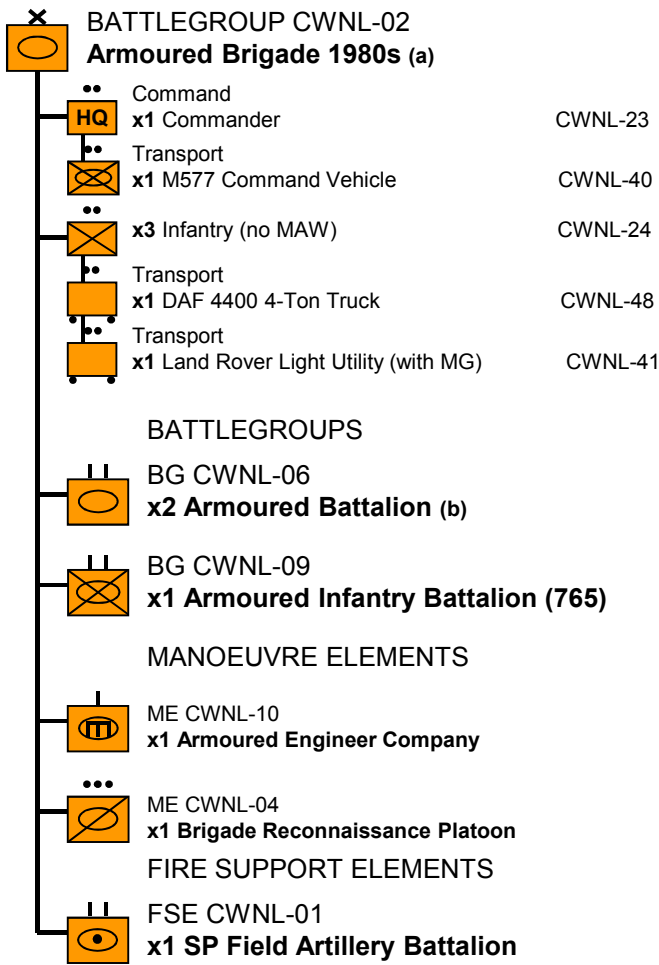 BATTLEGROUP CWNL-02
Armoured Brigade 1980s (a)
Command
HQ x1 Commander CWNL-23
Transport
x1 M577 Command Vehicle CWNL-40
x3 Infantry (no MAW) CWNL-24
Transport
x1 DAF 4400 4-Ton Truck CWNL-48
Transport
x1 Land Rover Light Utility (with MG) CWNL-41
BATTLEGROUPS
BG CWNL-06
x2 Armoured Battalion (b)
BG CWNL-09
x1 Armoured Infantry Battalion (765)
MANOEUVRE ELEMENTS
ME CWNL-10
x1 Armoured Engineer Company
ME CWNL-04
x1 Brigade Reconnaissance Platoon
FIRE SUPPORT ELEMENTS
FSE CWNL-01
x1 SP Field Artillery Battalion